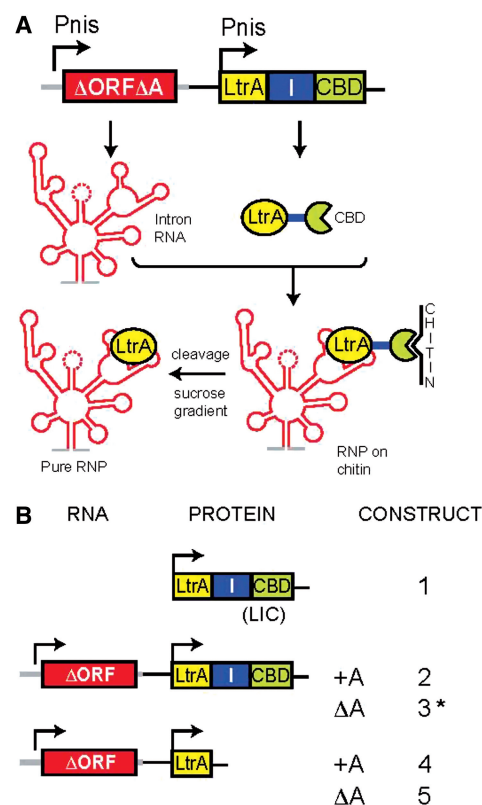 A
Pnis Pnis
ΔORFΔA LtrA I CBD
Intron
RNA
LtrA CBD
CHITIN
LtrA
cleavage
sucrose
gradient
LtrA
Pure RNP
RNP on
chitin
B
RNA PROTEIN CONSTRUCT
LtrA I CBD 1
(LIC)
ΔORF LtrA I CBD +A 2
ΔA 3*
ΔORF LtrA +A 4
ΔA 5